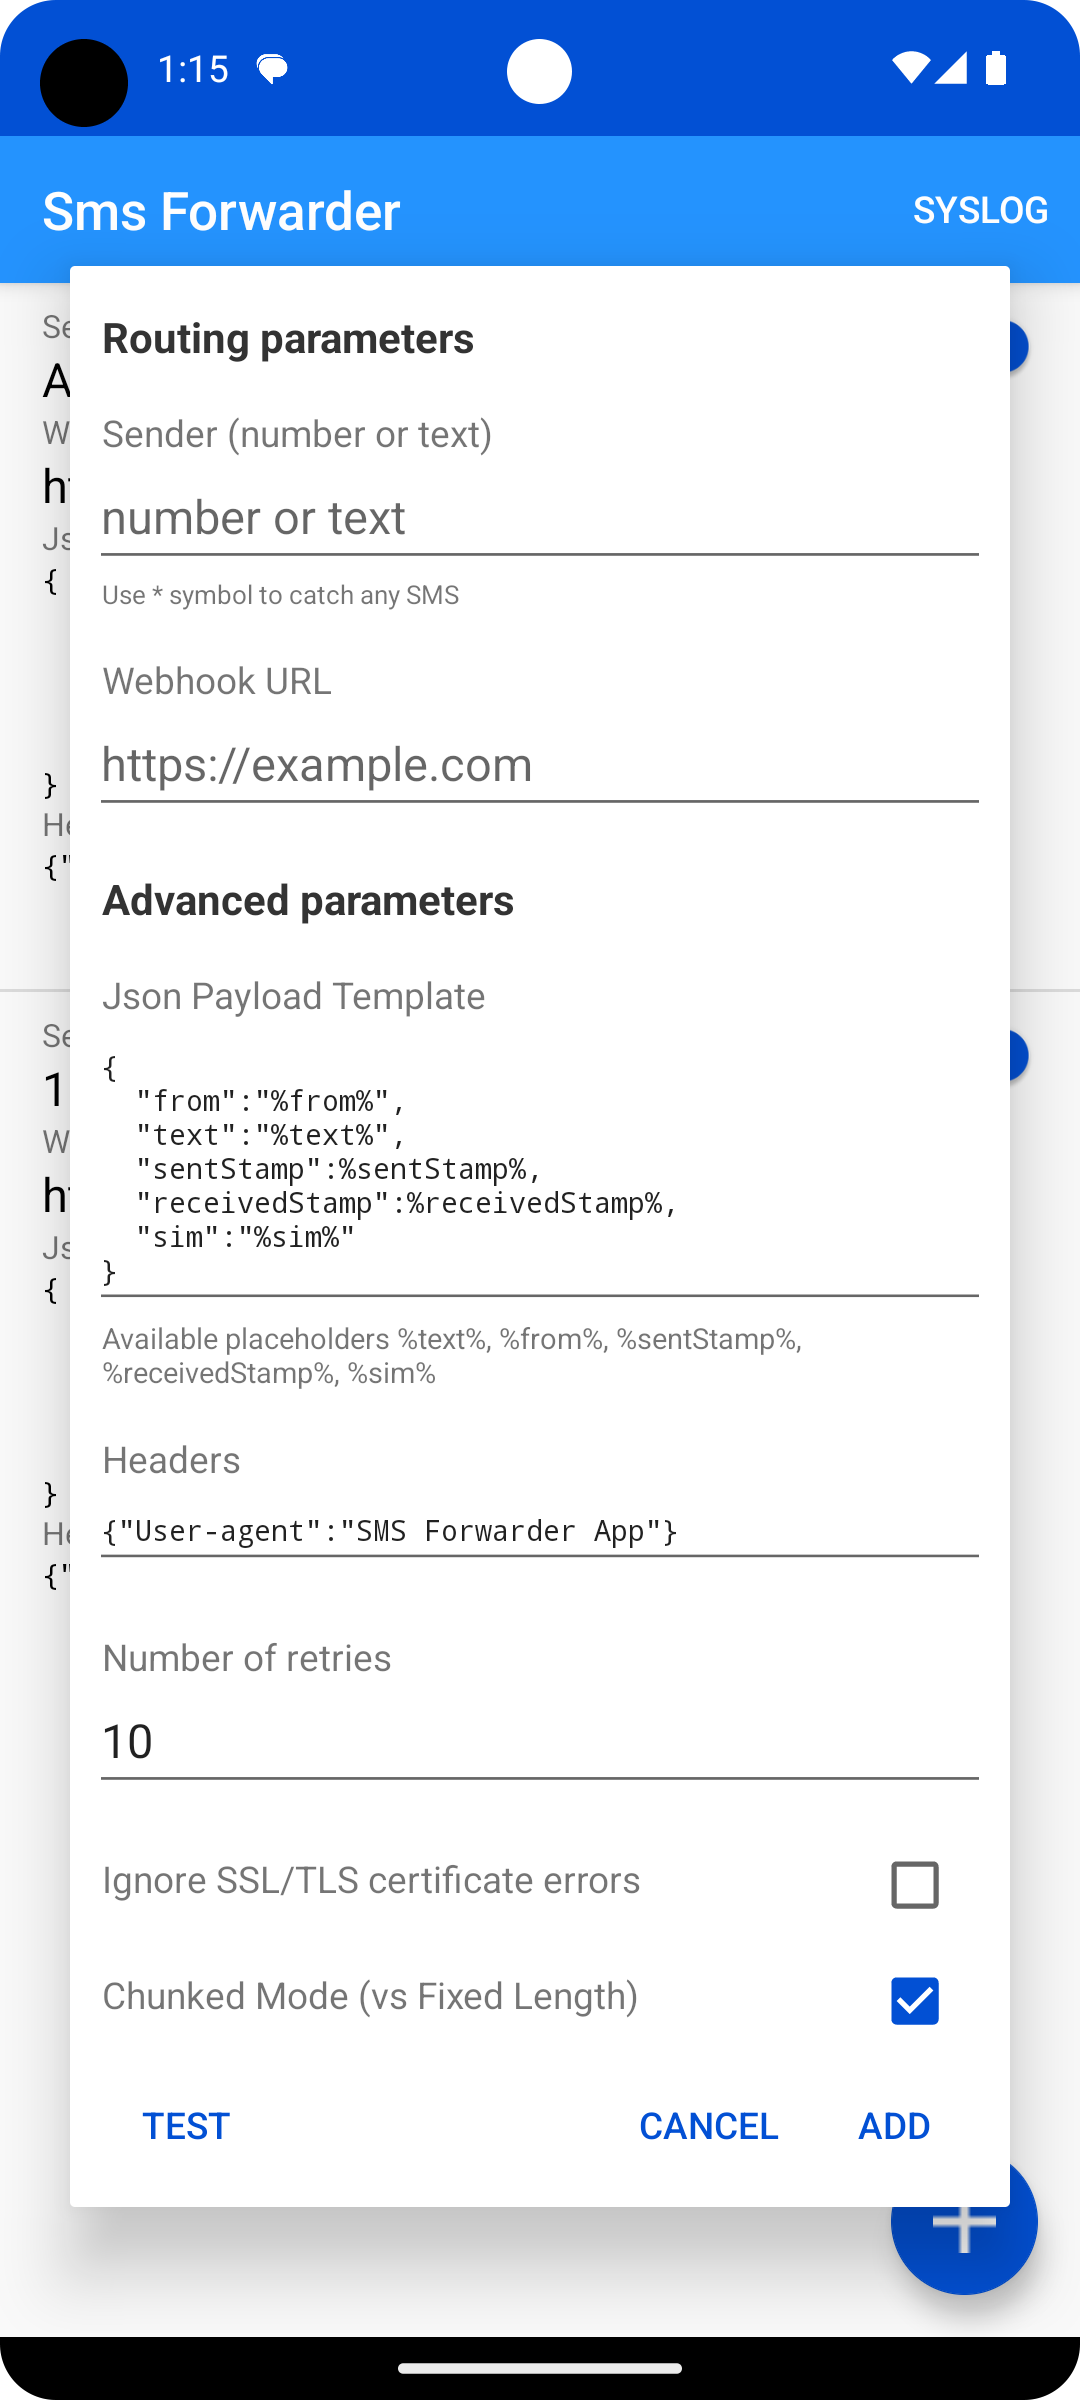 1:15
Sms Forwarder
SYSLOG
Routing parameters
Sender (number or text)
number or text
Use * symbol to catch any SMS
Webhook URL
https://example.com
Advanced parameters
Json Payload Template
{
  "from":"%from%",
  "text":"%text%",
  "sentStamp":%sentStamp%,
  "receivedStamp":%receivedStamp%,
  "sim":"%sim%"
}
Available placeholders %text%, %from%, %sentStamp%,
%receivedStamp%, %sim%
Headers
{"User-agent":"SMS Forwarder App"}
Number of retries
10
Ignore SSL/TLS certificate errors
Chunked Mode (vs Fixed Length)
TEST
CANCEL
ADD